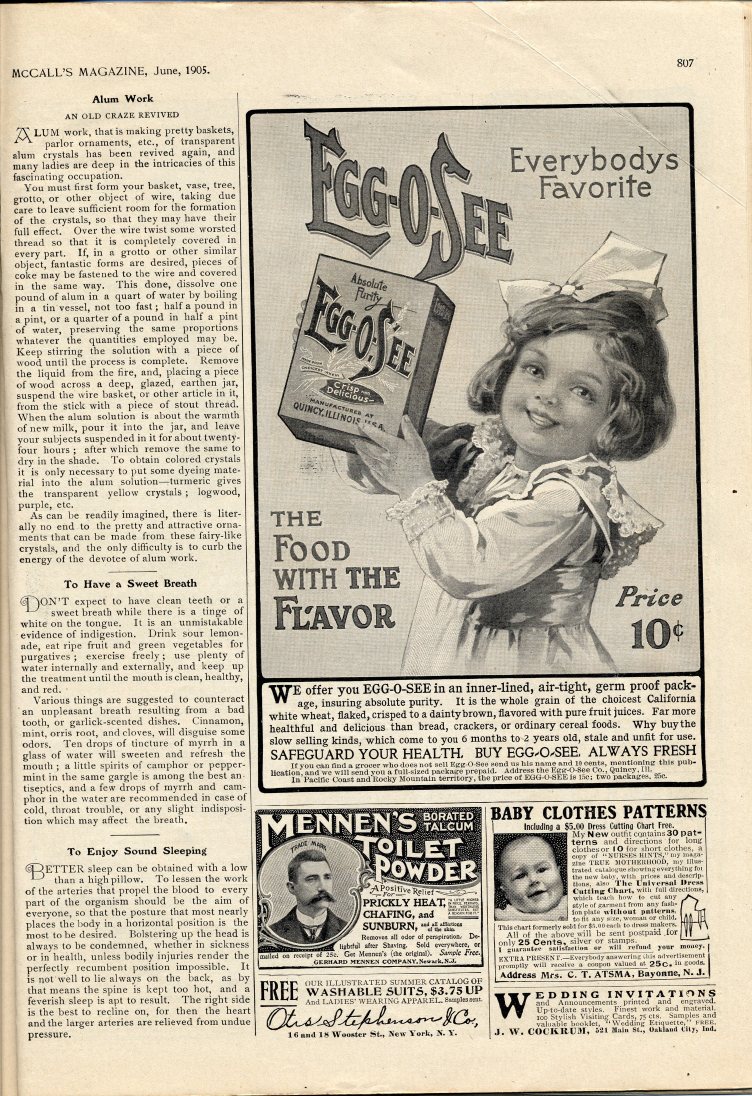 McCALL'S MAGAZINE, June, 1905.
807
Alum Work
AN OLD CRAZE REVIVED
ALUM work, that is making pretty baskets,
parlor ornaments, etc., of transparent
alum crystals has been revived again, and
many ladies are deep in the intricacies of this
fascinating occupation.
You must first form your basket, vase, tree,
grotto, or other object of wire, taking due
care to leave sufficient room for the formation
of the crystals, so that they may have their
full effect. Over the wire twist some worsted
thread so that it is completely covered in
every part. If, in a grotto or other similar
object, fantastic forms are desired, pieces of
coke may be fastened to the wire and covered
in the same way. This done, dissolve one
pound of alum in a quart of water by boiling
in a tin vessel, not too fast; half a pound in
a pint, or a quarter of a pound in half a pint
of water, preserving the same proportions
whatever the quantities employed may be.
Keep stirring the solution with a piece of
wood until the process is complete. Remove
the liquid from the fire, and, placing a piece
of wood across a deep, glazed, earthen jar,
suspend the wire basket, or other article in it,
from the stick with a piece of stout thread.
When the alum solution is about the warmth
of new milk, pour it into the jar, and leave
your subjects suspended in it for about twenty-
four hours; after which remove the same to
dry in the shade. To obtain colored crystals
it is only necessary to put some dyeing mate-
rial into the alum solution—turmeric gives
the transparent yellow crystals; logwood,
purple, etc.
As can be readily imagined, there is liter-
ally no end to the pretty and attractive orna-
ments that can be made from these fairy-like
crystals, and the only difficulty is to curb the
energy of the devotee of alum work.
To Have a Sweet Breath
DON'T expect to have clean teeth or a
sweet breath while there is a tinge of
white on the tongue. It is an unmistakable
evidence of indigestion. Drink sour lemon-
ade, eat ripe fruit and green vegetables for
purgatives; exercise freely; use plenty of
water internally and externally, and keep up
the treatment until the mouth is clean, healthy,
and red.
Various things are suggested to counteract
an unpleasant breath resulting from a bad
tooth, or garlick-scented dishes. Cinnamon,
mint, orris root, and cloves, will disguise some
odors. Ten drops of tincture of myrrh in a
glass of water will sweeten and refresh the
mouth; a little spirits of camphor or pepper-
mint in the same gargle is among the best an-
tiseptics, and a few drops of myrrh and cam-
phor in the water are recommended in case of
cold, throat trouble, or any slight indisposi-
tion which may affect the breath.
To Enjoy Sound Sleeping
BETTER sleep can be obtained with a low
than a high pillow. To lessen the work
of the arteries that propel the blood to every
part of the organism should be the aim of
everyone, so that the posture that most nearly
places the body in a horizontal position is the
most to be desired. Bolstering up the head is
always to be condemned, whether in sickness
or in health, unless bodily injuries render the
perfectly recumbent position impossible. It
is not well to lie always on the back, as by
that means the spine is kept too hot, and a
feverish sleep is apt to result. The right side
is the best to recline on, for then the heart
and the larger arteries are relieved from undue
pressure.
EGG-O-SEE
Everybodys
Favorite
Absolute
Purity
EGG-O-SEE
Crisp and
Delicious
MANUFACTURED AT
QUINCY, ILLINOIS U.S.A.
THE
FOOD
WITH THE
FLAVOR
Price
10¢
WE offer you EGG-O-SEE in an inner-lined, air-tight, germ proof pack-
age, insuring absolute purity. It is the whole grain of the choicest California
white wheat, flaked, crisped to a dainty brown, flavored with pure fruit juices. Far more
healthful and delicious than bread, crackers, or ordinary cereal foods. Why buy the
slow selling kinds, which come to you 6 months to 2 years old, stale and unfit for use.
SAFEGUARD YOUR HEALTH. BUY EGG-O-SEE. ALWAYS FRESH
If you can find a grocer who does not sell Egg-O-See send us his name and 10 cents, mentioning this pub-
lication, and we will send you a full-sized package prepaid. Address the Egg-O-See Co., Quincy, Ill.
In Pacific Coast and Rocky Mountain territory, the price of EGG-O-SEE is 15c; two packages, 25c.
MENNEN'S BORATED
TALCUM
TOILET
POWDER
TRADE MARK
A Positive Relief
For
PRICKLY HEAT,
CHAFING, and
SUNBURN, and all afflictions
of the skin.
Removes all odor of perspiration. De-
lightful after Shaving. Sold everywhere, or
mailed on receipt of 25c. Get Mennen's (the original). Sample Free.
GERHARD MENNEN COMPANY, Newark, N.J.
FREE OUR ILLUSTRATED SUMMER CATALOG OF
WASHABLE SUITS, $3.75 UP
And LADIES' WEARING APPAREL. Samples sent.
Otis Stephenson & Co,
16 and 18 Wooster St., New York, N. Y.
BABY CLOTHES PATTERNS
Including a $5.00 Dress Cutting Chart Free.
My New outfit contains 30 pat-
terns and directions for long
clothes or 10 for short clothes, a
copy of "NURSES HINTS," my maga-
zine TRUE MOTHERHOOD, my illus-
trated catalogue showing everything for
the new baby, with prices and descrip-
tions, also The Universal Dress
Cutting Chart, with full directions,
which teach how to cut any
style of garment from any fash-
ion plate without patterns,
to fit any size, woman or child.
This chart formerly sold for $5.00 each to dress makers.
All of the above will be sent postpaid for
only 25 Cents, silver or stamps.
I guarantee satisfaction or will refund your money.
EXTRA PRESENT.—Everybody answering this advertisement
promptly will receive a coupon valued at 25c. in goods.
Address Mrs. C. T. ATSMA, Bayonne, N. J.
WEDDING INVITATIONS
and Announcements printed and engraved.
Up-to-date styles. Finest work and material.
100 Stylish Visiting Cards, 75 cts. Samples and
valuable booklet, "Wedding Etiquette," FREE.
J. W. COCKRUM, 521 Main St., Oakland City, Ind.